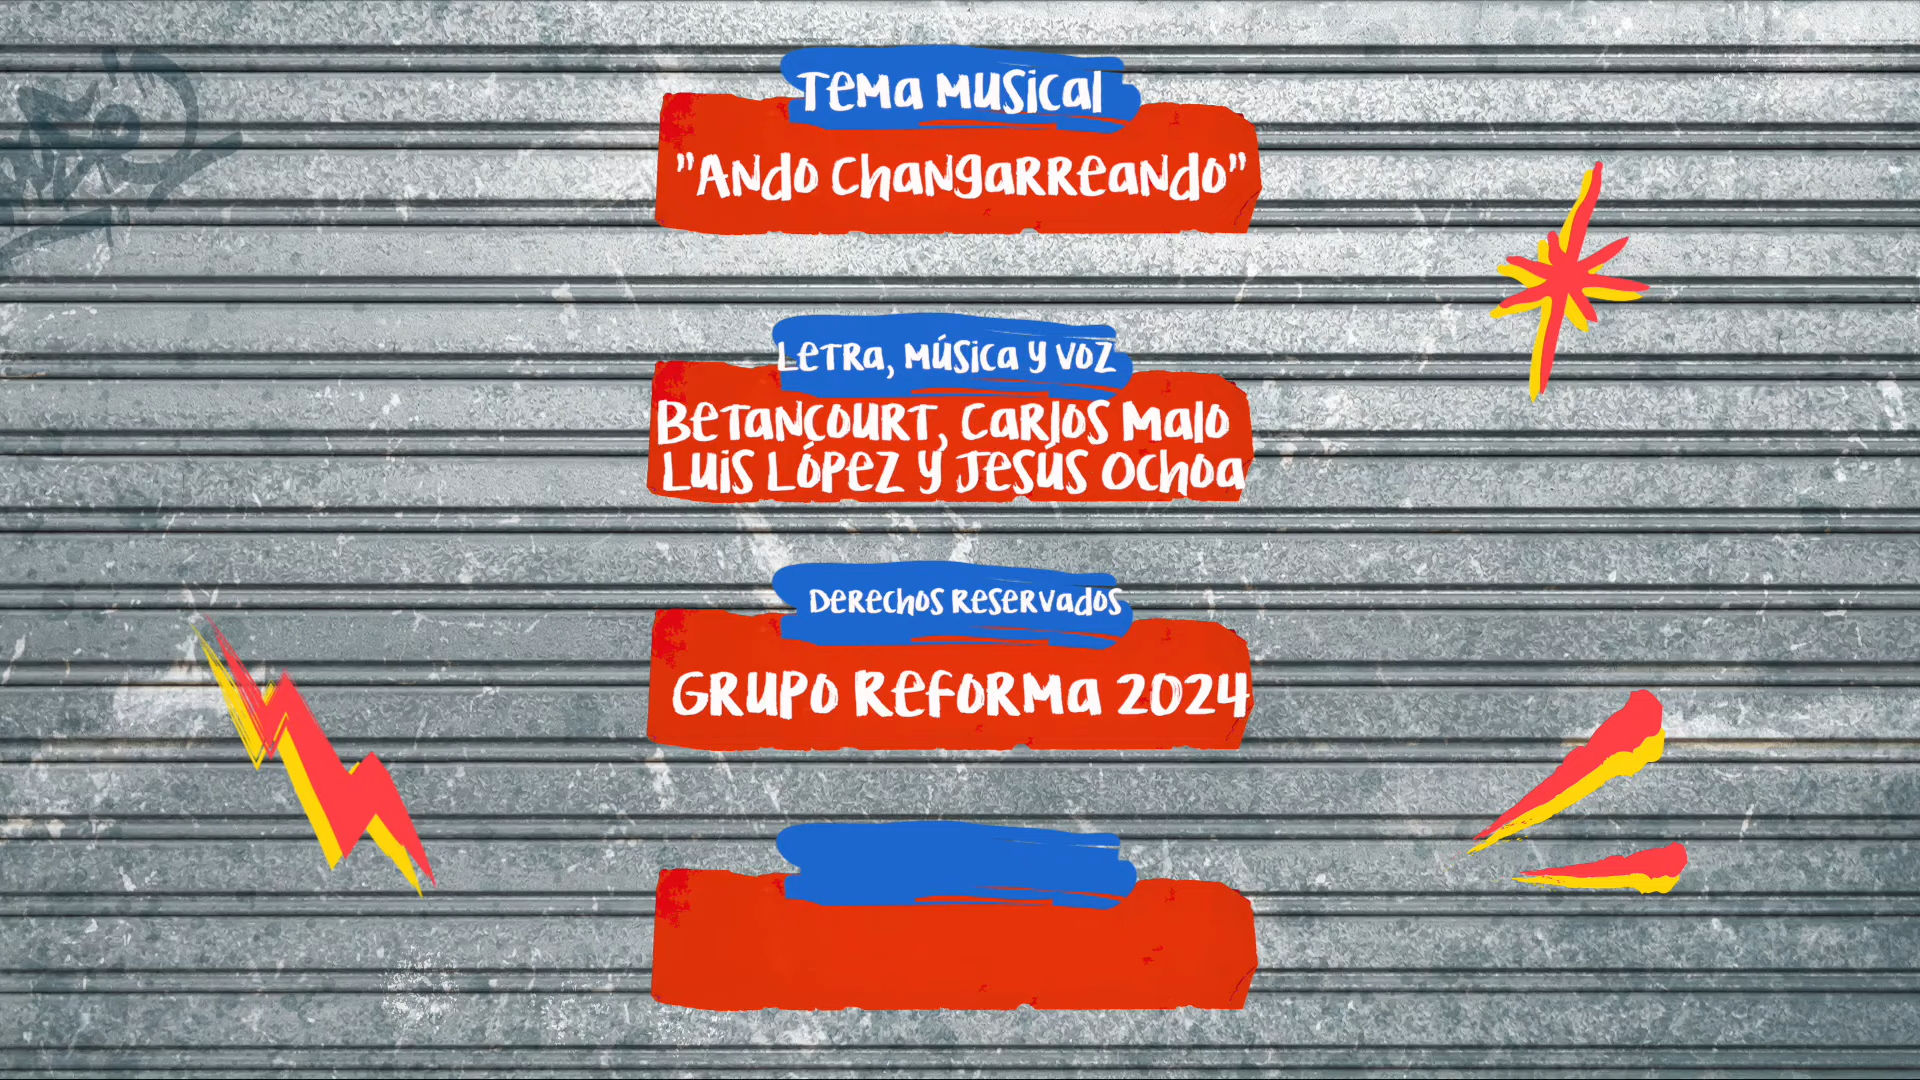 Tema Musical
"Ando Changarreando"
Letra, Música y Voz
Betancourt, Carlos Malo
Luis López y Jesús Ochoa
Derechos Reservados
Grupo Reforma 2024